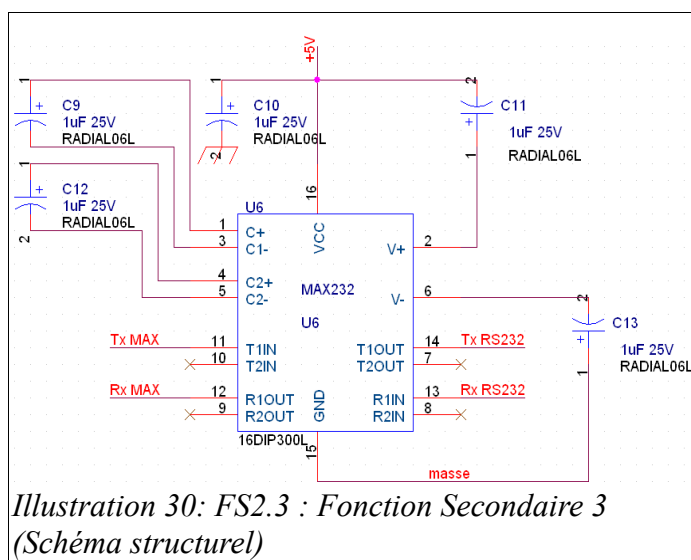 +5V
1
C9
1uF 25V
RADIAL06L
1
C10
1uF 25V
RADIAL06L
2
2
C11
1uF 25V
RADIAL06L
1
1
C12
1uF 25V
RADIAL06L
2
16
U6
1 C+ VCC V+ 2
3 C1-
4 C2+
5 C2- MAX232 V- 6
U6
2
C13
1uF 25V
RADIAL06L
1
Tx MAX 11 T1IN T1OUT 14 Tx RS232
10 T2IN T2OUT 7
Rx MAX 12 R1OUT R1IN 13 Rx RS232
9 R2OUT GND R2IN 8
16DIP300L
15
masse
Illustration 30: FS2.3 : Fonction Secondaire 3
(Schéma structurel)